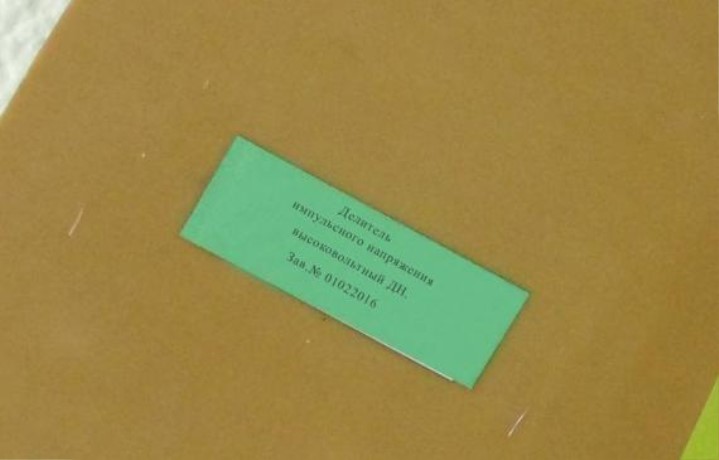 Делитель
импульсного напряжения
высоковольтный ДН.
Зав.№ 01022016